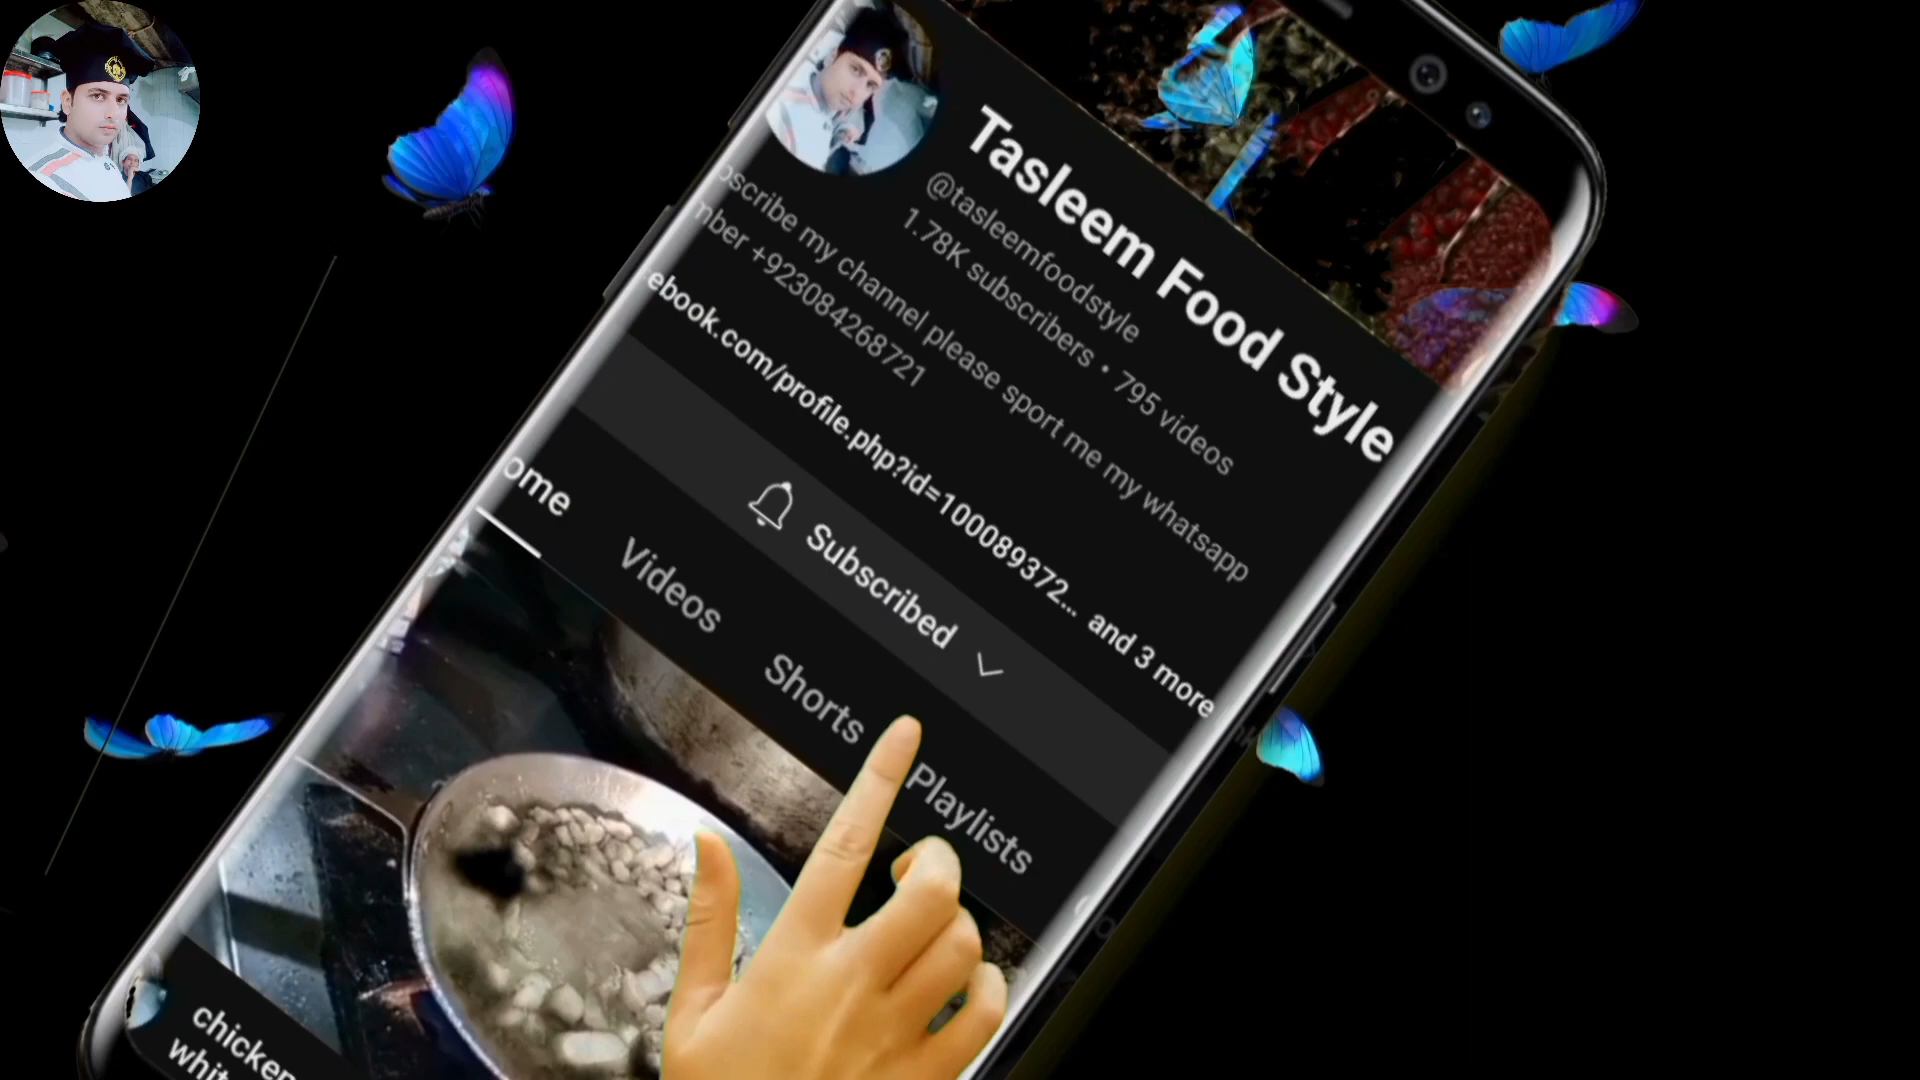 Tasleem Food Style
@tasleemfoodstyle
1.78K subscribers • 795 videos
bscribe my channel please sport me my whatsapp
mber +923084268721
ebook.com/profile.php?id=100089372... and 3 more
Subscribed
ome Videos Shorts Playlists
chicken
whit